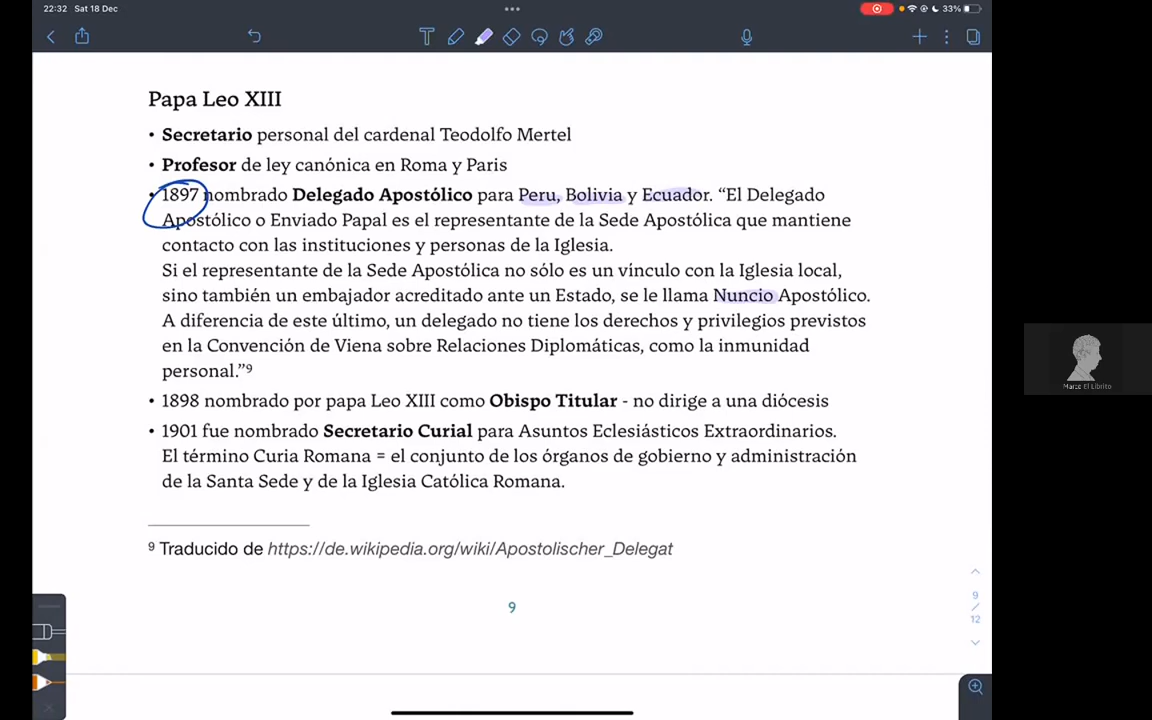 22:32 Sat 18 Dec
33%
Papa Leo XIII
• Secretario personal del cardenal Teodolfo Mertel
• Profesor de ley canónica en Roma y Paris
• 1897 nombrado Delegado Apostólico para Peru, Bolivia y Ecuador. “El Delegado
Apostólico o Enviado Papal es el representante de la Sede Apostólica que mantiene
contacto con las instituciones y personas de la Iglesia.
Si el representante de la Sede Apostólica no sólo es un vínculo con la Iglesia local,
sino también un embajador acreditado ante un Estado, se le llama Nuncio Apostólico.
A diferencia de este último, un delegado no tiene los derechos y privilegios previstos
en la Convención de Viena sobre Relaciones Diplomáticas, como la inmunidad
personal.”⁹
• 1898 nombrado por papa Leo XIII como Obispo Titular - no dirige a una diócesis
• 1901 fue nombrado Secretario Curial para Asuntos Eclesiásticos Extraordinarios.
El término Curia Romana = el conjunto de los órganos de gobierno y administración
de la Santa Sede y de la Iglesia Católica Romana.
⁹ Traducido de https://de.wikipedia.org/wiki/Apostolischer_Delegat
9
9
/
12
Marco El Librito